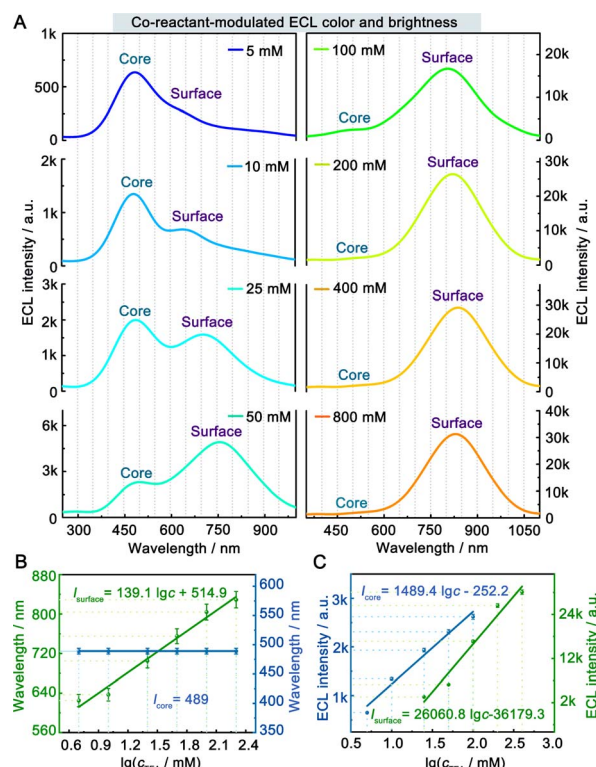 Co-reactant-modulated ECL color and brightness
A
ECL intensity / a.u.
ECL intensity / a.u.
1k
500
0
Core
Surface
5 mM
100 mM
Core
Surface
20k
10k
0
2k
1k
0
Core
Surface
10 mM
200 mM
Core
Surface
30k
20k
10k
0
3k
2k
1k
0
Core
Surface
25 mM
400 mM
Core
Surface
30k
20k
10k
0
6k
3k
0
Core
Surface
50 mM
800 mM
Core
Surface
40k
30k
20k
10k
0
300 450 600 750 900
450 600 750 900 1050
Wavelength / nm
Wavelength / nm
B
Wavelength/nm
880
800
720
640
560
I surface = 139.1 lgc + 514.9
I core = 489
600
550
500
450
400
350
Wavelength / nm
0.6 0.9 1.2 1.5 1.8 2.1 2.4
C
ECL intensity / a.u.
3k
2k
1k
I core = 1489.4 lgc - 252.2
I surface = 26060.8 lgc-36179.3
24k
12k
2k
ECL intensity / a.u.
0.5 1.0 1.5 2.0 2.5 3.0